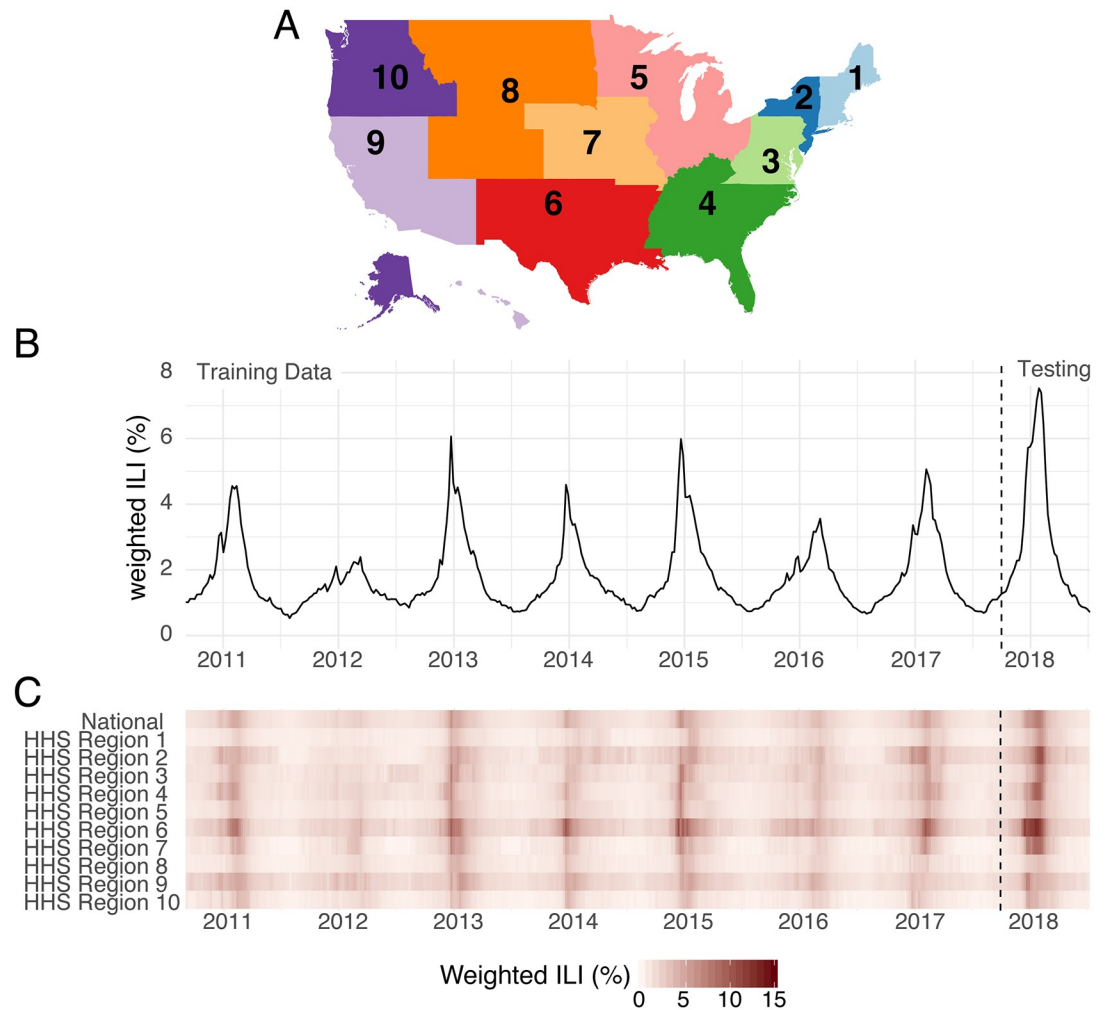 A
10
8
5
1
2
9
7
3
6
4
B
8
6
4
2
0
weighted ILI (%)
Training Data
Testing
2011 2012 2013 2014 2015 2016 2017 2018
C
National
HHS Region 1
HHS Region 2
HHS Region 3
HHS Region 4
HHS Region 5
HHS Region 6
HHS Region 7
HHS Region 8
HHS Region 9
HHS Region 10
2011 2012 2013 2014 2015 2016 2017 2018
Weighted ILI (%)
0 5 10 15